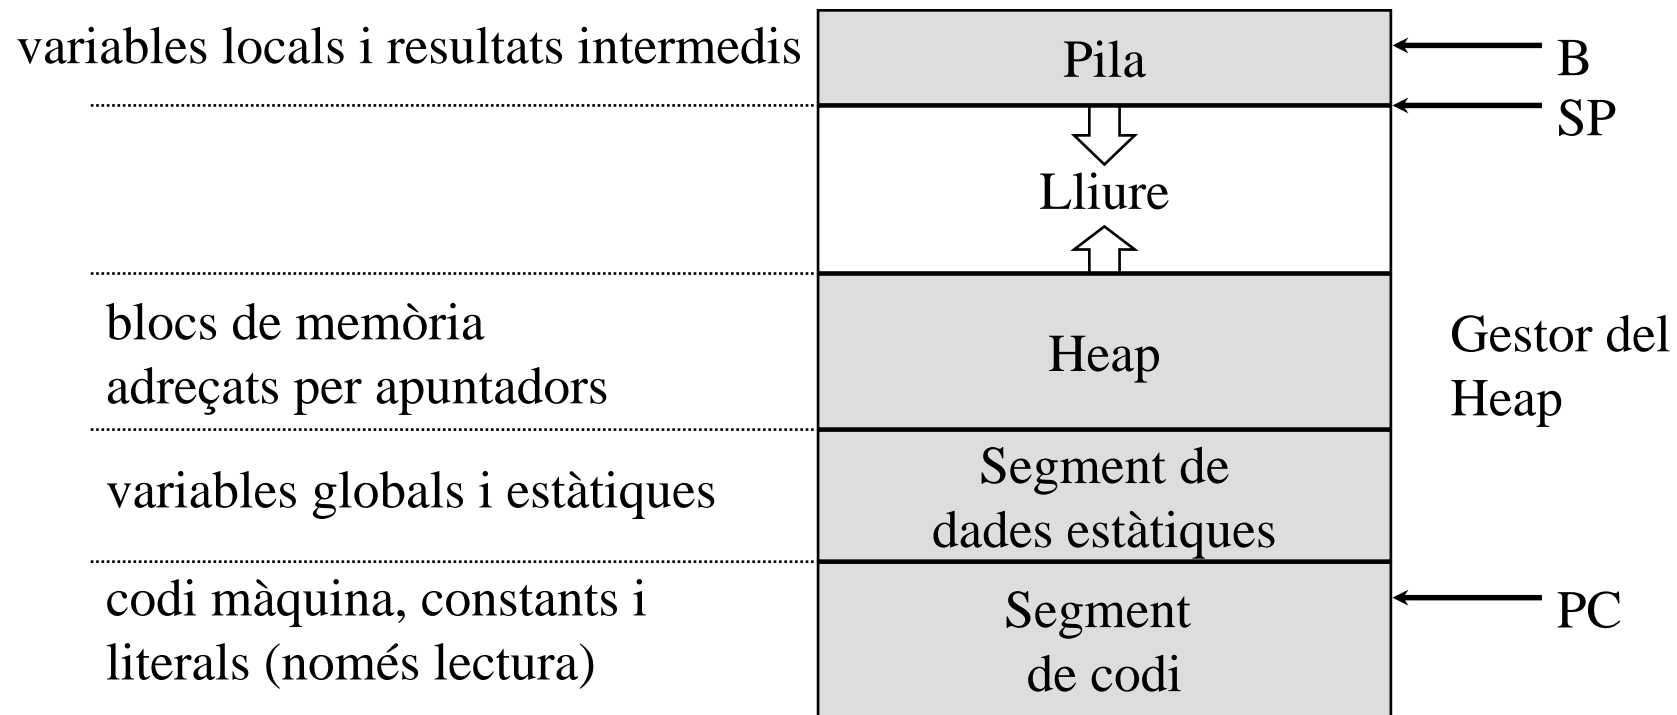 variables locals i resultats intermedis
Pila
B
SP
Lliure
blocs de memòria
adreçats per apuntadors
Heap
Gestor del
Heap
variables globals i estàtiques
Segment de
dades estàtiques
codi màquina, constants i
literals (només lectura)
Segment
de codi
PC